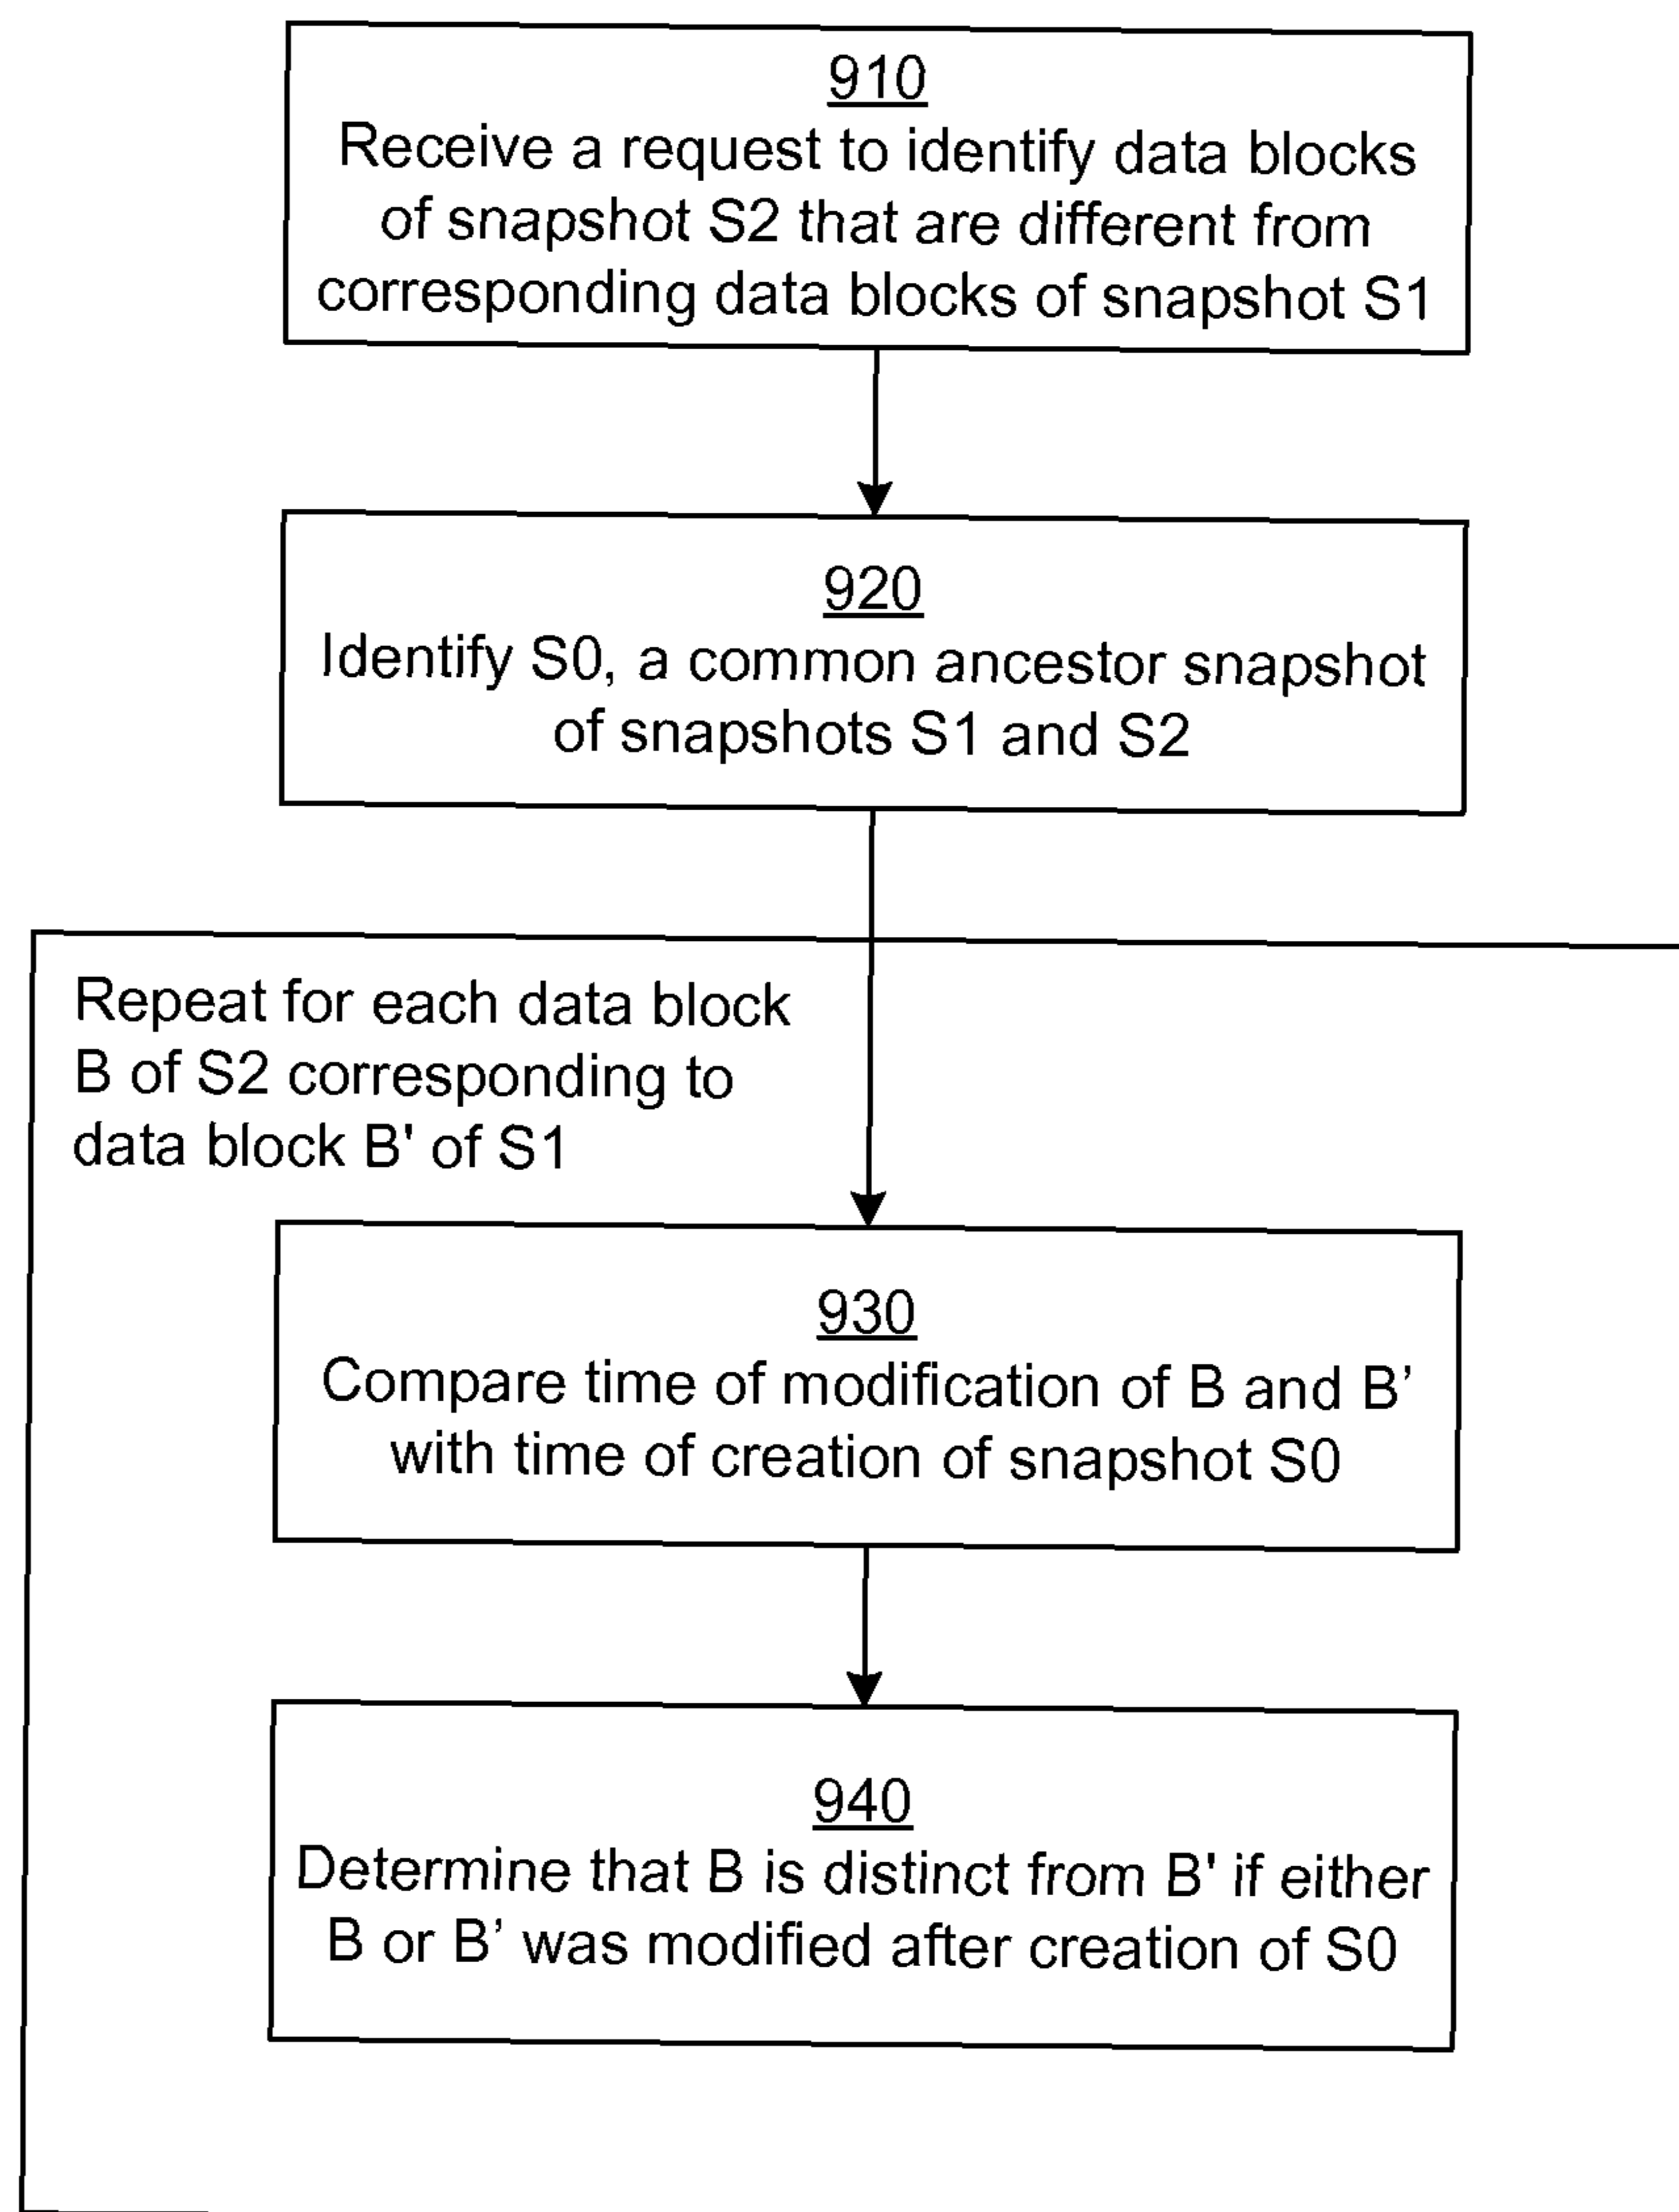 910
Receive a request to identify data blocks
of snapshot S2 that are different from
corresponding data blocks of snapshot S1
920
Identify S0, a common ancestor snapshot
of snapshots S1 and S2
Repeat for each data block
B of S2 corresponding to
data block B' of S1
930
Compare time of modification of B and B’
with time of creation of snapshot S0
940
Determine that B is distinct from B' if either
B or B’ was modified after creation of S0